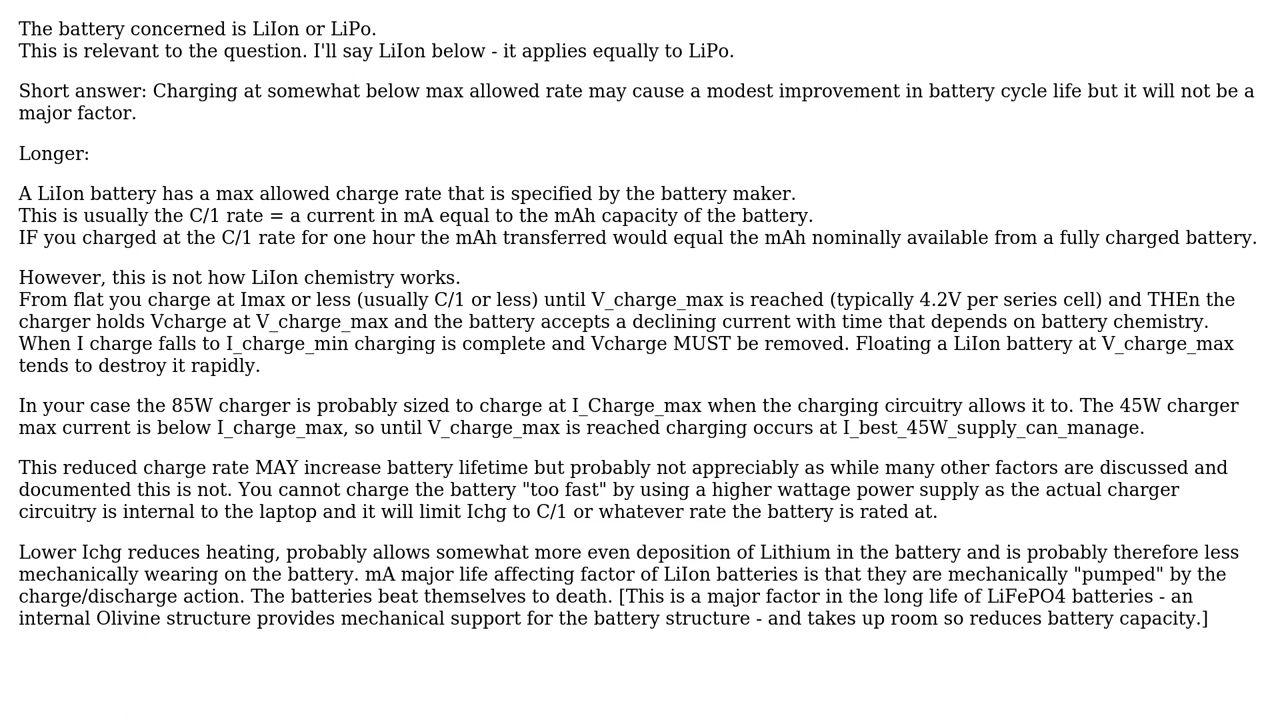 The battery concerned is LiIon or LiPo.
This is relevant to the question. I'll say LiIon below - it applies equally to LiPo.
Short answer: Charging at somewhat below max allowed rate may cause a modest improvement in battery cycle life but it will not be a
major factor.
Longer:
A LiIon battery has a max allowed charge rate that is specified by the battery maker.
This is usually the C/1 rate = a current in mA equal to the mAh capacity of the battery.
IF you charged at the C/1 rate for one hour the mAh transferred would equal the mAh nominally available from a fully charged battery.
However, this is not how LiIon chemistry works.
From flat you charge at Imax or less (usually C/1 or less) until V_charge_max is reached (typically 4.2V per series cell) and THEn the
charger holds Vcharge at V_charge_max and the battery accepts a declining current with time that depends on battery chemistry.
When I charge falls to I_charge_min charging is complete and Vcharge MUST be removed. Floating a LiIon battery at V_charge_max
tends to destroy it rapidly.
In your case the 85W charger is probably sized to charge at I_Charge_max when the charging circuitry allows it to. The 45W charger
max current is below I_charge_max, so until V_charge_max is reached charging occurs at I_best_45W_supply_can_manage.
This reduced charge rate MAY increase battery lifetime but probably not appreciably as while many other factors are discussed and
documented this is not. You cannot charge the battery "too fast" by using a higher wattage power supply as the actual charger
circuitry is internal to the laptop and it will limit Ichg to C/1 or whatever rate the battery is rated at.
Lower Ichg reduces heating, probably allows somewhat more even deposition of Lithium in the battery and is probably therefore less
mechanically wearing on the battery. mA major life affecting factor of LiIon batteries is that they are mechanically "pumped" by the
charge/discharge action. The batteries beat themselves to death. [This is a major factor in the long life of LiFePO4 batteries - an
internal Olivine structure provides mechanical support for the battery structure - and takes up room so reduces battery capacity.]